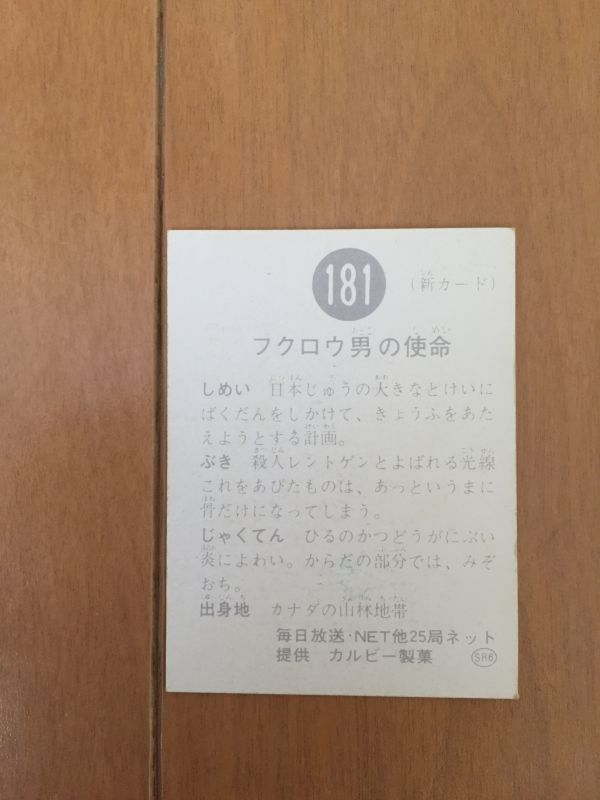 181
(新カード)
フクロウ男の使命
しめい 日本じゅうの大きなとけいに
ばくだんをしかけて、きょうふをあた
えようとする計画。
ぶき 殺人レントゲンとよばれる光線
これをあびたものは、あっというまに
骨だけになってしまう。
じゃくてん ひるのかつどうがにぶい
炎によわい。からだの部分では、みぞ
おち。
出身地 カナダの山林地帯
毎日放送・NET他25局ネット
提供 カルビー製菓 SR6